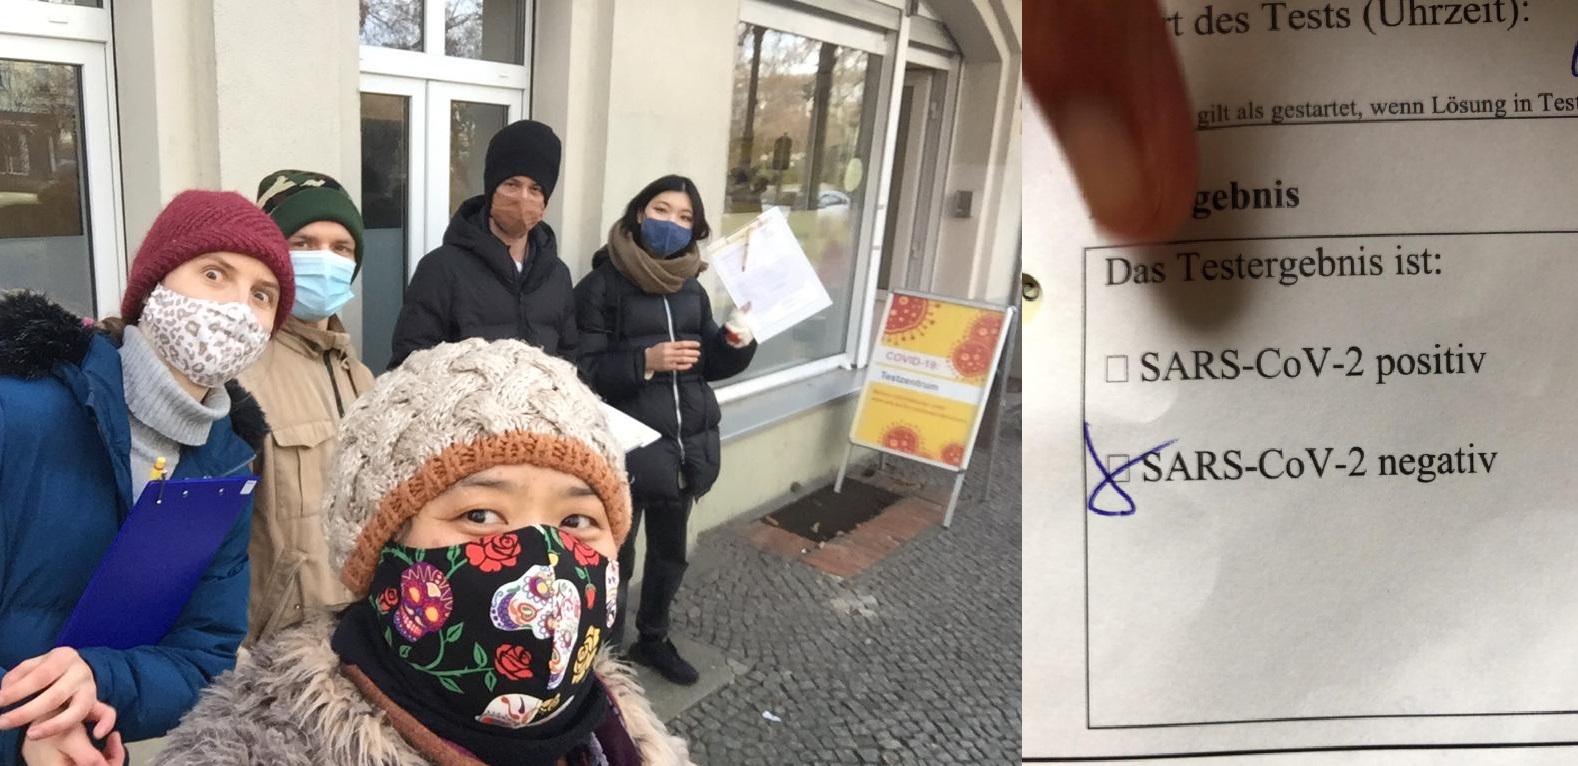 COVID-19:
Testzentrum
t des Tests (Uhrzeit):
gilt als gestartet, wenn Lösung in Test
gebnis
Das Testergebnis ist:
☐ SARS-CoV-2 positiv
☒ SARS-CoV-2 negativ